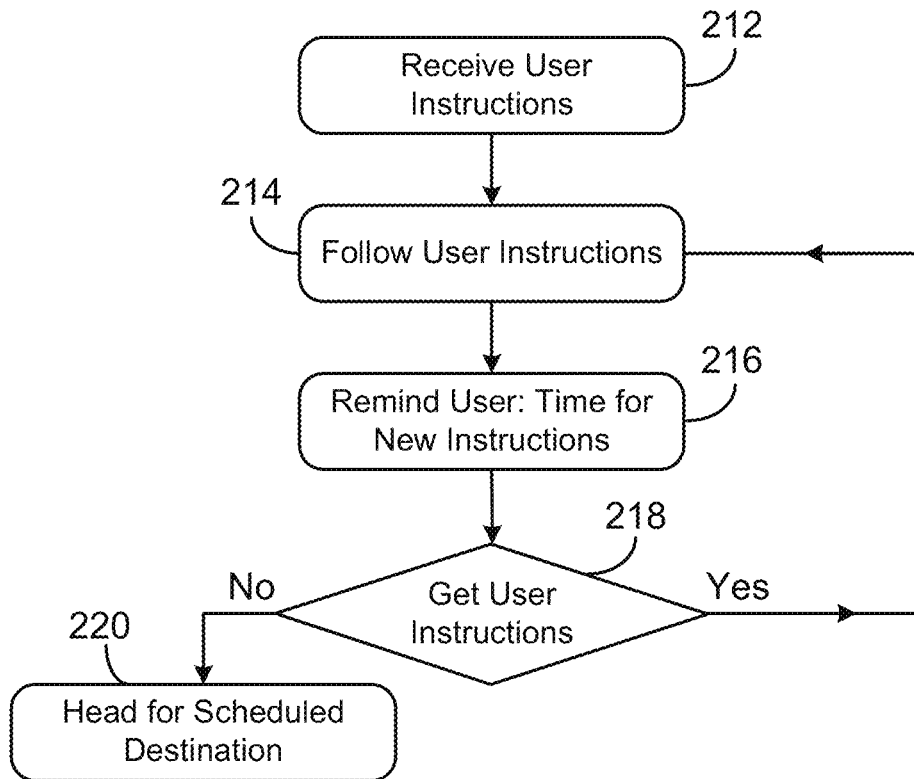 212
Receive User
Instructions
214
Follow User Instructions
216
Remind User: Time for
New Instructions
218
No
Get User
Instructions
Yes
220
Head for Scheduled
Destination